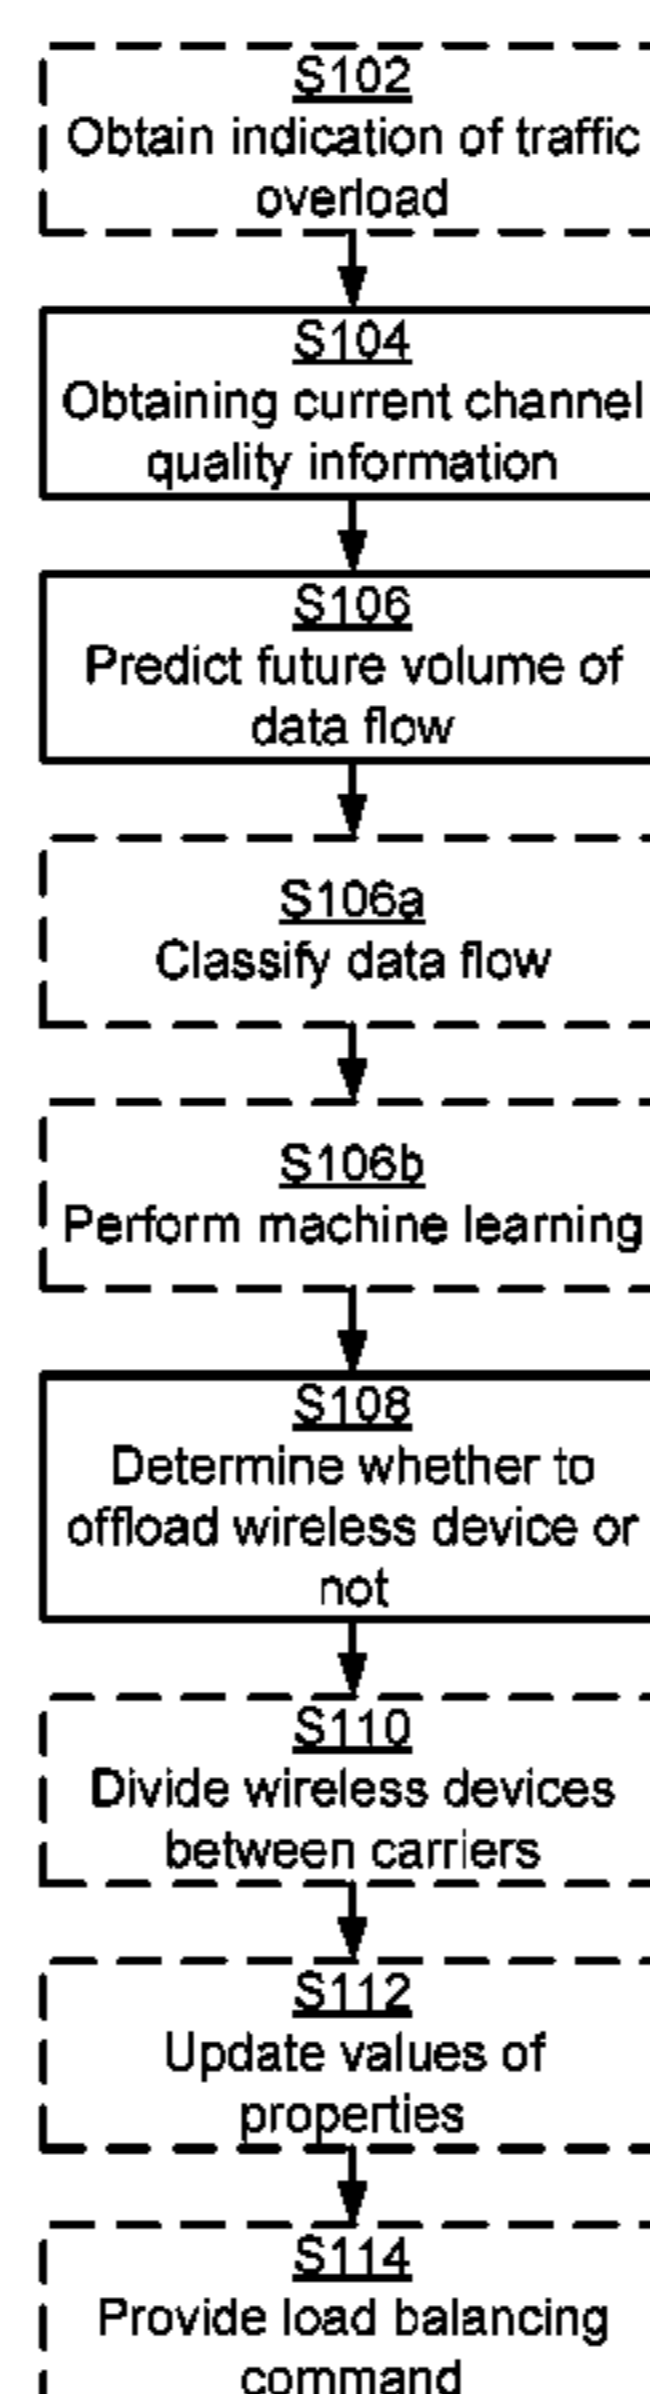 S102
Obtain indication of traffic
overload
S104
Obtaining current channel
quality information
S106
Predict future volume of
data flow
S106a
Classify data flow
S106b
Perform machine learning
S108
Determine whether to
offload wireless device or
not
S110
Divide wireless devices
between carriers
S112
Update values of
properties
S114
Provide load balancing
command